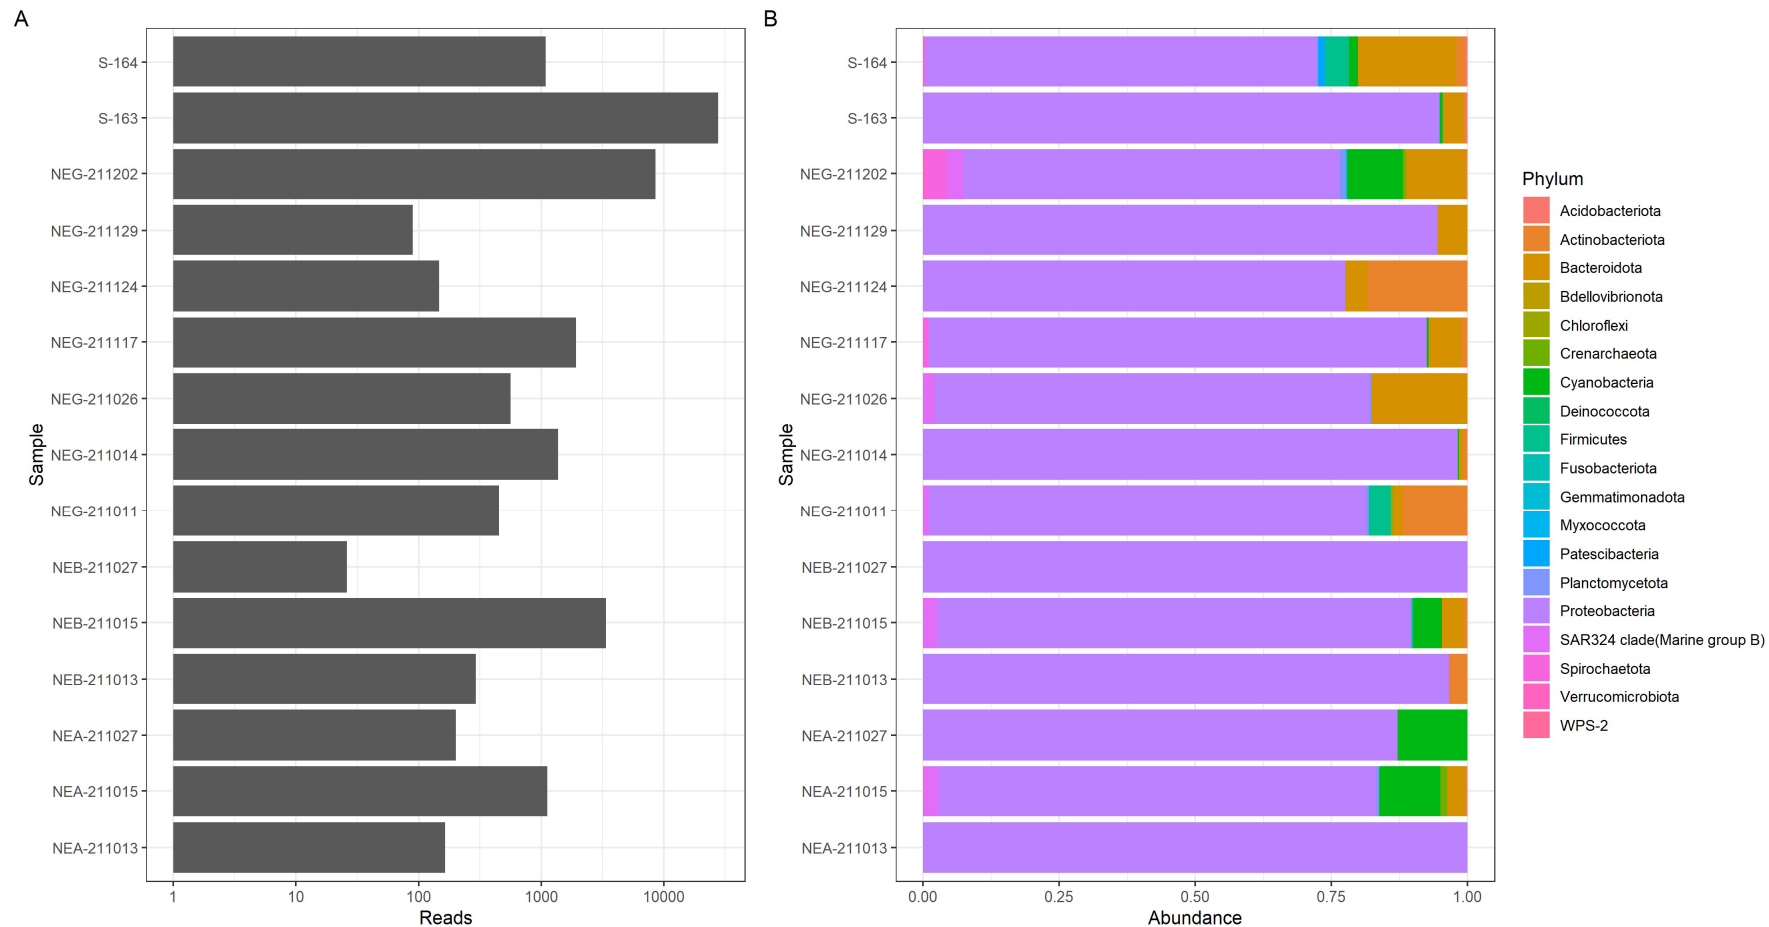 A
S-164
S-163
NEG-211202
NEG-211129
NEG-211124
NEG-211117
NEG-211026
NEG-211014
NEG-211011
NEB-211027
NEB-211015
NEB-211013
NEA-211027
NEA-211015
NEA-211013
Sample
1 10 100 1000 10000
Reads
B
S-164
S-163
NEG-211202
NEG-211129
NEG-211124
NEG-211117
NEG-211026
NEG-211014
NEG-211011
NEB-211027
NEB-211015
NEB-211013
NEA-211027
NEA-211015
NEA-211013
Sample
0.00 0.25 0.50 0.75 1.00
Abundance
Phylum
Acidobacteriota
Actinobacteriota
Bacteroidota
Bdellovibrionota
Chloroflexi
Crenarchaeota
Cyanobacteria
Deinococcota
Firmicutes
Fusobacteriota
Gemmatimonadota
Myxococcota
Patescibacteria
Planctomycetota
Proteobacteria
SAR324 clade(Marine group B)
Spirochaetota
Verrucomicrobiota
WPS-2